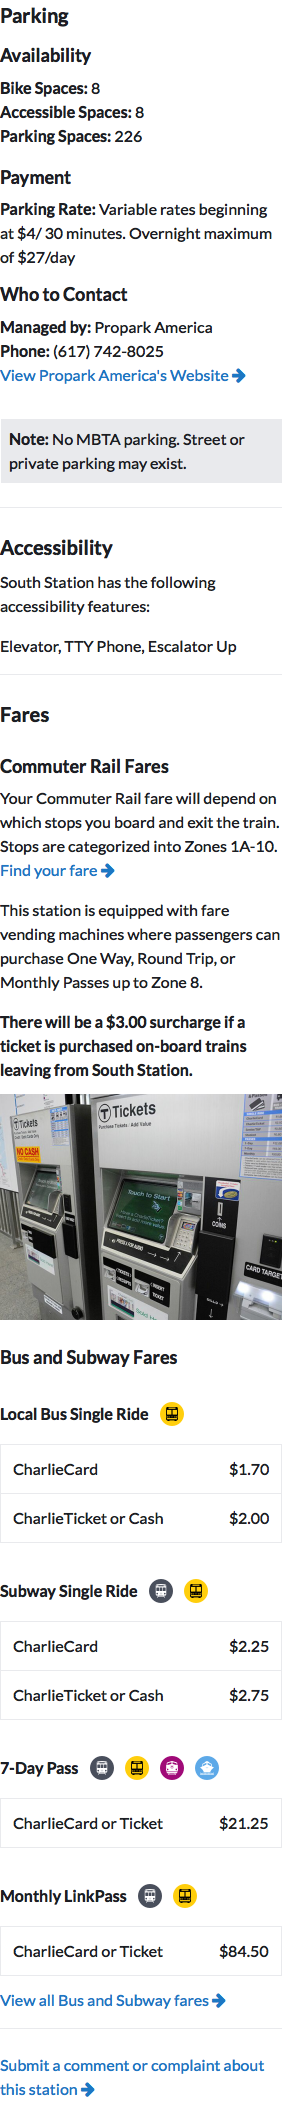 Parking
Availability
Bike Spaces: 8
Accessible Spaces: 8
Parking Spaces: 226
Payment
Parking Rate: Variable rates beginning
at $4/ 30 minutes. Overnight maximum
of $27/day
Who to Contact
Managed by: Propark America
Phone: (617) 742-8025
View Propark America's Website
Note: No MBTA parking. Street or
private parking may exist.
Accessibility
South Station has the following
accessibility features:
Elevator, TTY Phone, Escalator Up
Fares
Commuter Rail Fares
Your Commuter Rail fare will depend on
which stops you board and exit the train.
Stops are categorized into Zones 1A-10.
Find your fare
This station is equipped with fare
vending machines where passengers can
purchase One Way, Round Trip, or
Monthly Passes up to Zone 8.
There will be a $3.00 surcharge if a
ticket is purchased on-board trains
leaving from South Station.
Tickets
NO CASH
Tickets
Purchase Tickets · Add Value
Touch to Start
COINS
CARD TARGET
Bus and Subway Fares
Local Bus Single Ride
CharlieCard $1.70
CharlieTicket or Cash $2.00
Subway Single Ride
CharlieCard $2.25
CharlieTicket or Cash $2.75
7-Day Pass
CharlieCard or Ticket $21.25
Monthly LinkPass
CharlieCard or Ticket $84.50
View all Bus and Subway fares
Submit a comment or complaint about
this station